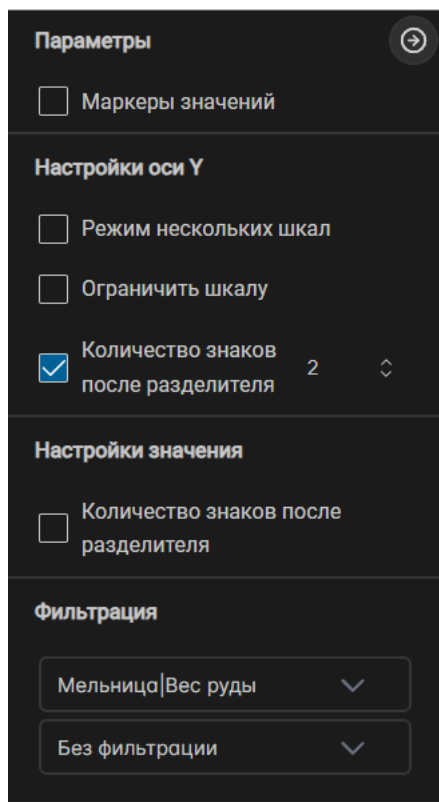 Параметры
Маркеры значений
Настройки оси Y
Режим нескольких шкал
Ограничить шкалу
Количество знаков
после разделителя 2
Настройки значения
Количество знаков после
разделителя
Фильтрация
Мельница|Вес руды
Без фильтрации